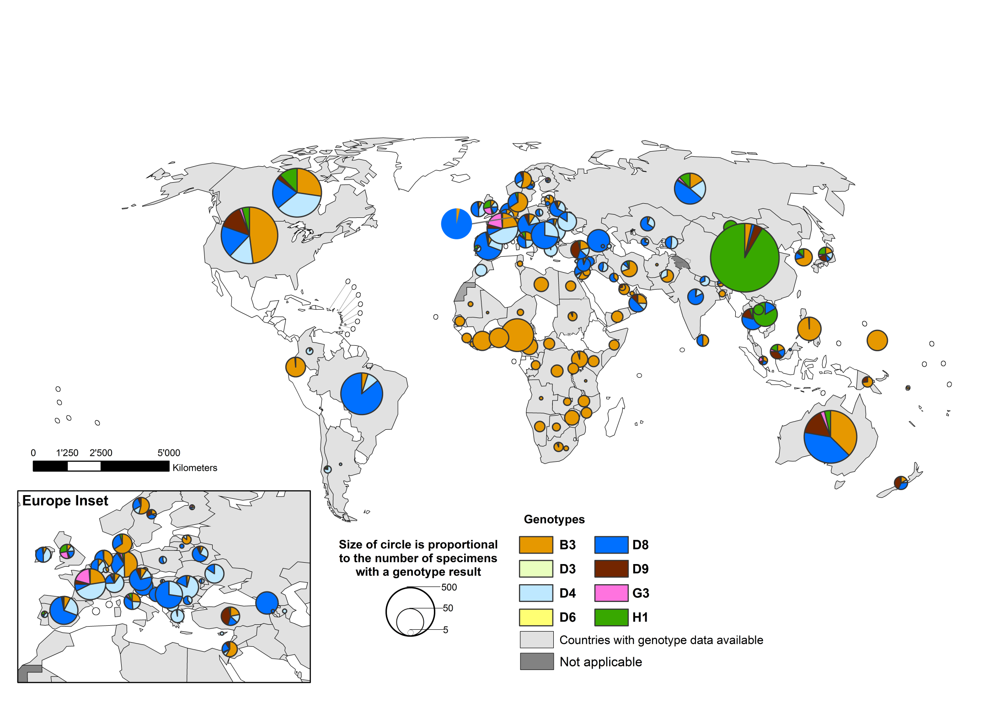 0 1'250 2'500 5'000
Kilometers
Europe Inset
Size of circle is proportional
to the number of specimens
with a genotype result
500
50
5
Genotypes
B3 D8
D3 D9
D4 G3
D6 H1
Countries with genotype data available
Not applicable